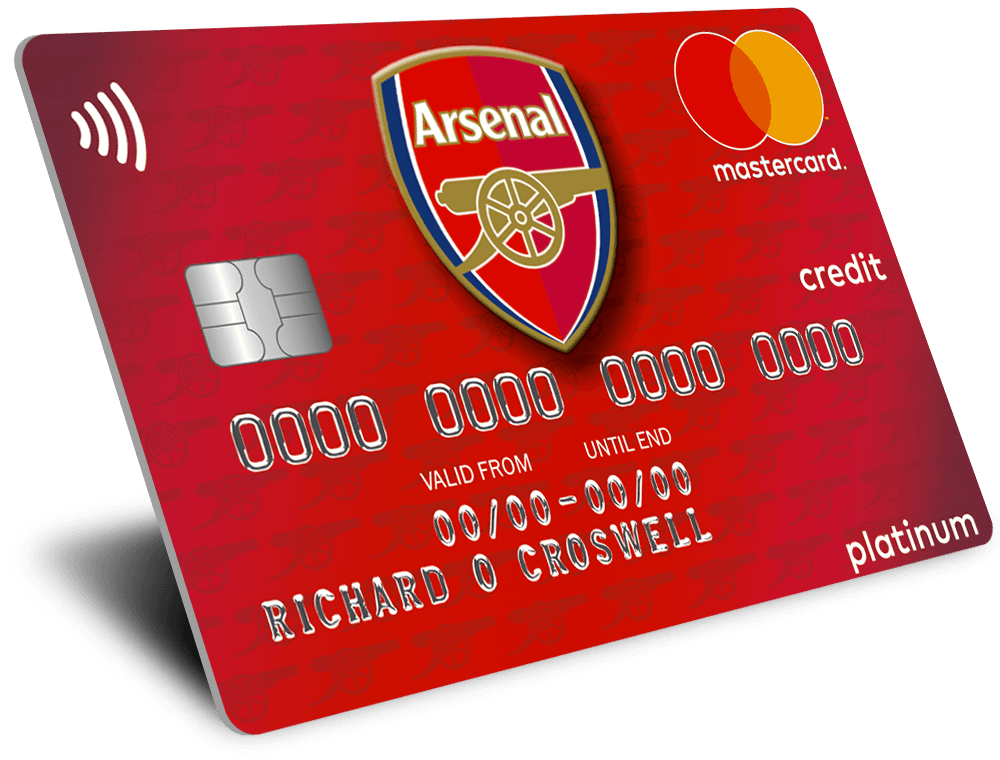 Arsenal
mastercard.
credit
0000 0000 0000 0000
VALID FROM UNTIL END
00/00-00/00
RICHARD O CROSWELL
platinum